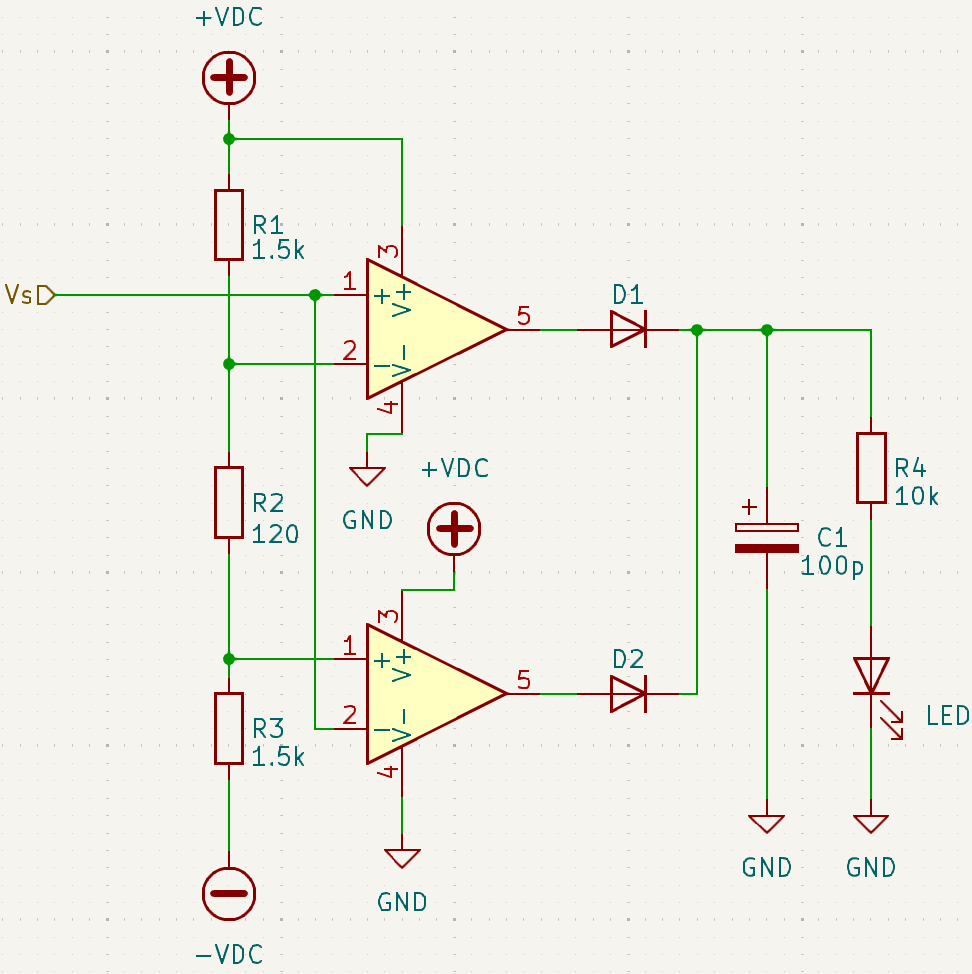 +VDC
R1
1.5k
3
Vs
1
+
V+
2
−
V−
4
5
D1
GND
+VDC
R2
120
R4
10k
+
C1
100p
3
1
+
V+
2
−
V−
4
5
D2
R3
1.5k
LED
GND
GND
GND
−VDC